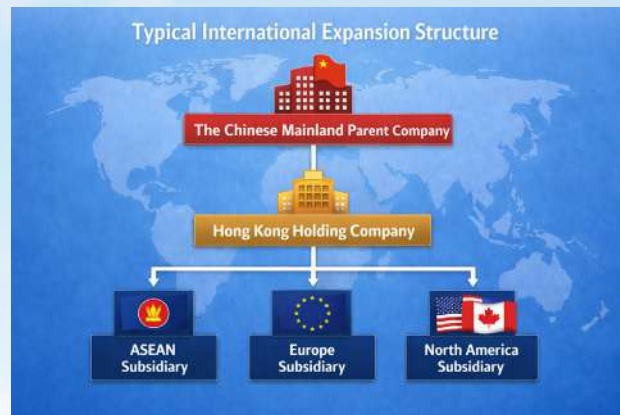 Typical International Expansion Structure
The Chinese Mainland Parent Company
Hong Kong Holding Company
ASEAN
Subsidiary
Europe
Subsidiary
North America
Subsidiary